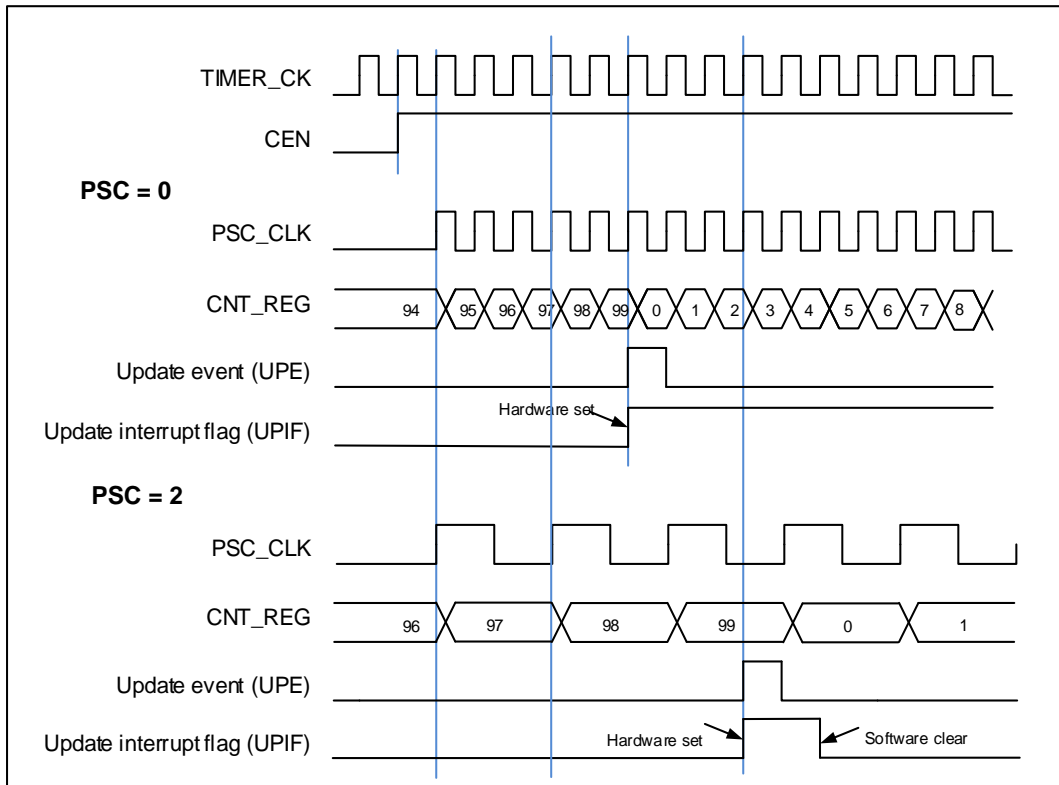 TIMER_CK
CEN
PSC = 0
PSC_CLK
CNT_REG 94 95 96 97 98 99 0 1 2 3 4 5 6 7 8
Update event (UPE)
Hardware set
Update interrupt flag (UPIF)
PSC = 2
PSC_CLK
CNT_REG 96 97 98 99 0 1
Update event (UPE)
Update interrupt flag (UPIF) Hardware set Software clear